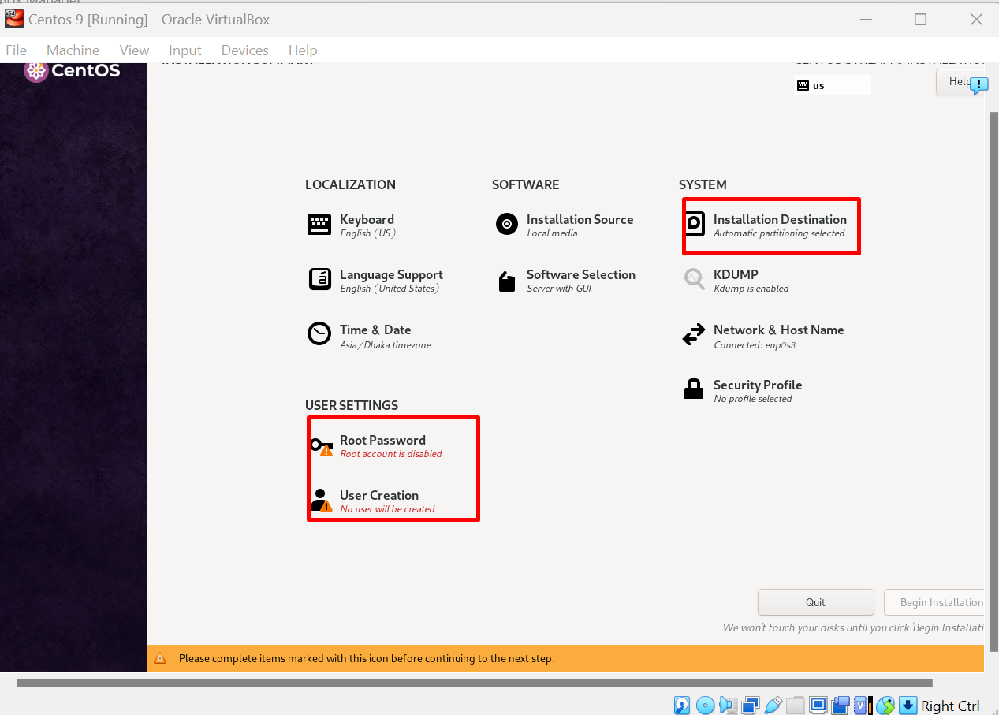 Centos 9 [Running] - Oracle VirtualBox
File Machine View Input Devices Help
CentOS
us
Help
LOCALIZATION
Keyboard
English (US)
Language Support
English (United States)
Time & Date
Asia/Dhaka timezone
SOFTWARE
Installation Source
Local media
Software Selection
Server with GUI
SYSTEM
Installation Destination
Automatic partitioning selected
KDUMP
Kdump is enabled
Network & Host Name
Connected: enp0s3
Security Profile
No profile selected
USER SETTINGS
Root Password
Root account is disabled
User Creation
No user will be created
Quit
Begin Installation
We won't touch your disks until you click 'Begin Installati
Please complete items marked with this icon before continuing to the next step.
Right Ctrl